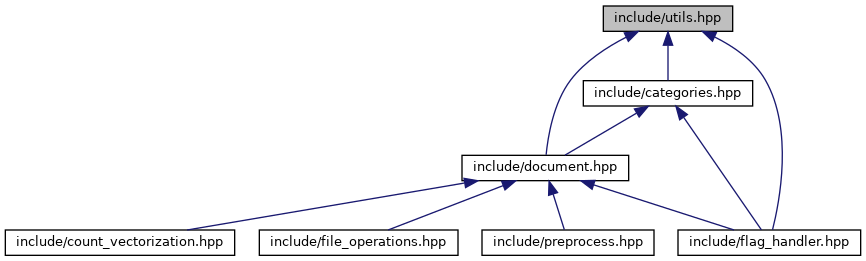 include/utils.hpp
include/categories.hpp
include/document.hpp
include/count_vectorization.hpp
include/file_operations.hpp
include/preprocess.hpp
include/flag_handler.hpp